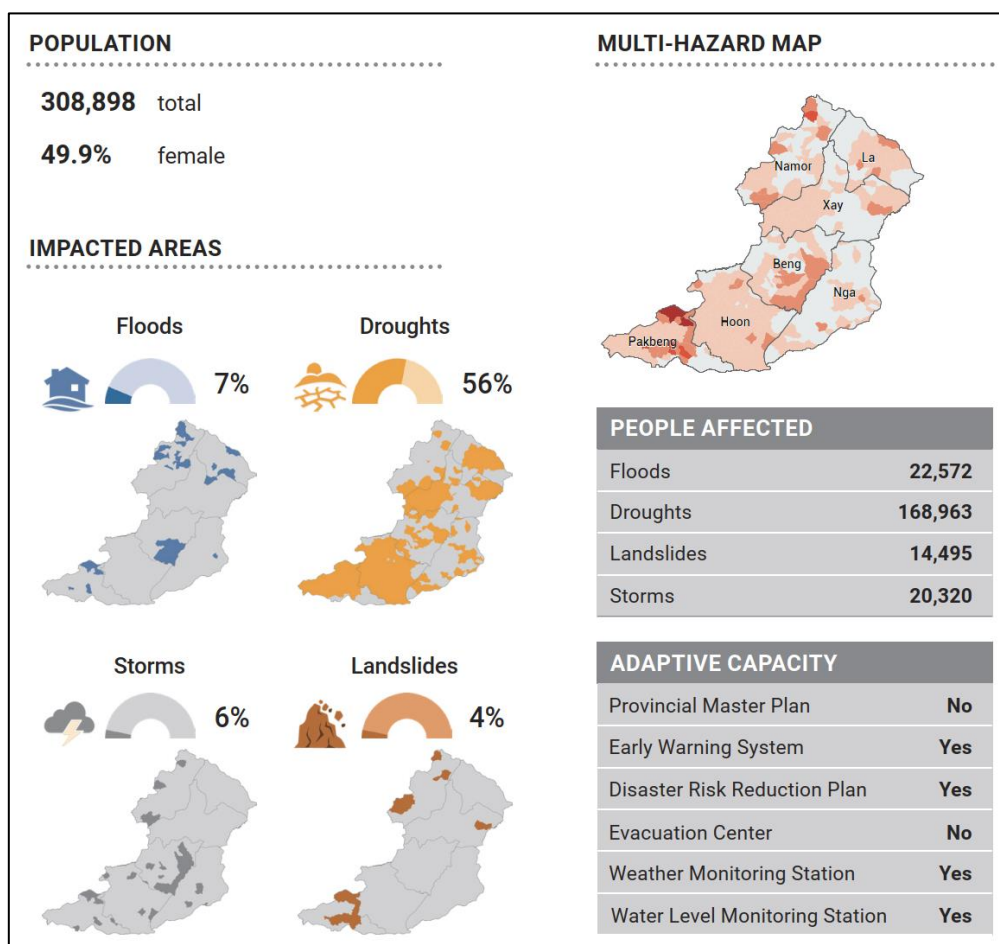 POPULATION
308,898 total
49.9% female
IMPACTED AREAS
Floods
7%
Droughts
56%
Storms
6%
Landslides
4%
MULTI-HAZARD MAP
Namor
La
Xay
Beng
Nga
Hoon
Pakbeng
PEOPLE AFFECTED
Floods 22,572
Droughts 168,963
Landslides 14,495
Storms 20,320
ADAPTIVE CAPACITY
Provincial Master Plan No
Early Warning System Yes
Disaster Risk Reduction Plan Yes
Evacuation Center No
Weather Monitoring Station Yes
Water Level Monitoring Station Yes